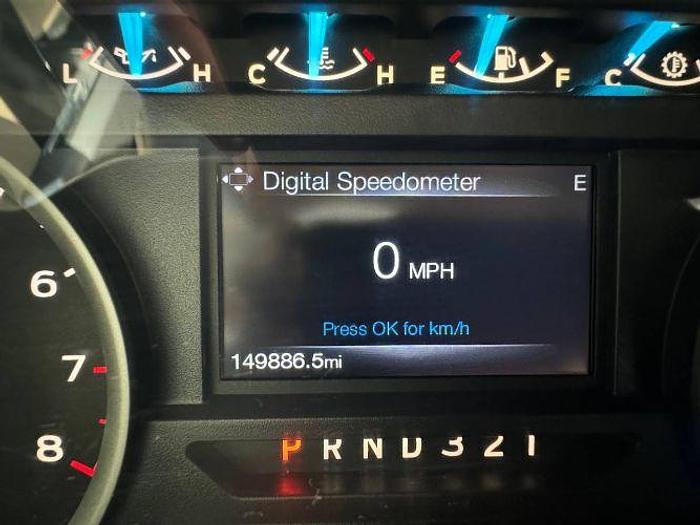 L H C H E F C
Digital Speedometer E
0 MPH
Press OK for km/h
149886.5mi
6
7
8
P R N D 3 2 1